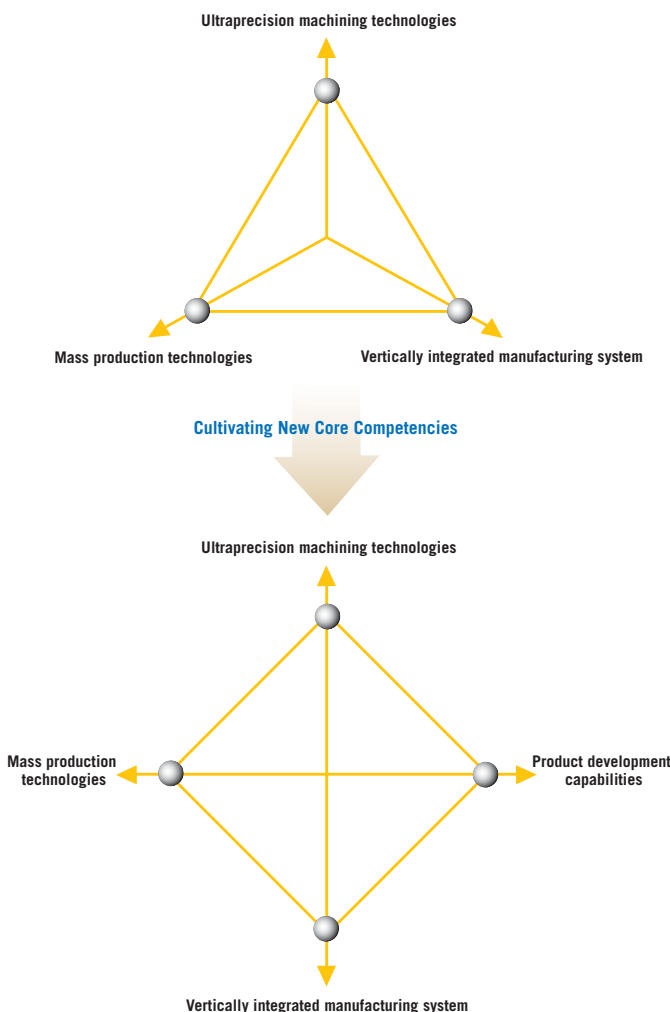 Ultraprecision machining technologies
Mass production technologies
Vertically integrated manufacturing system
Cultivating New Core Competencies
Ultraprecision machining technologies
Mass production
technologies
Product development
capabilities
Vertically integrated manufacturing system